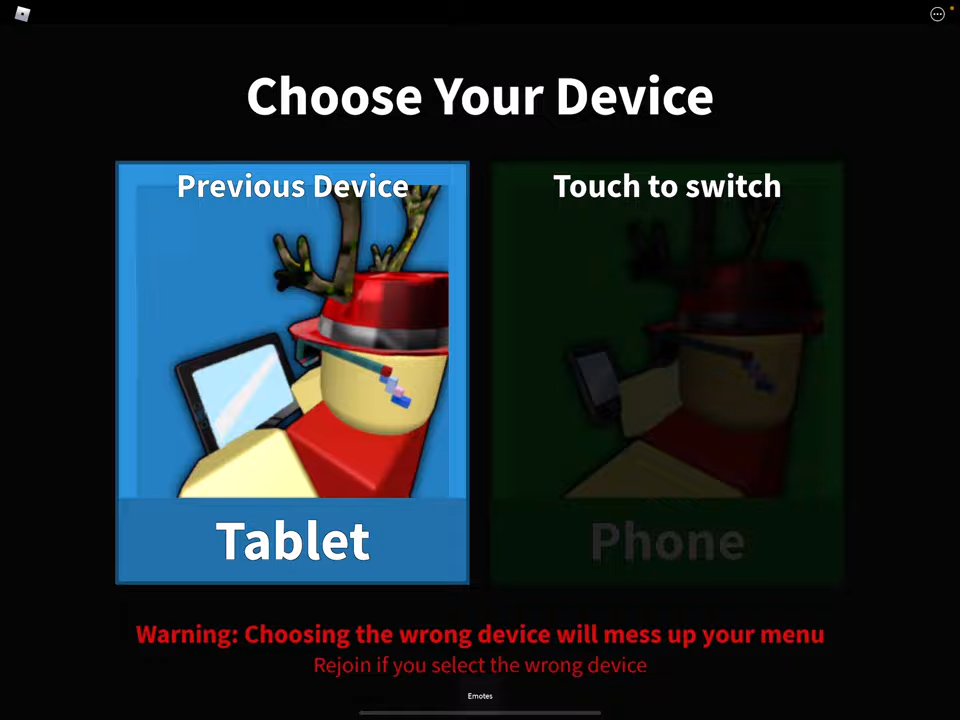 Choose Your Device
Previous Device
Touch to switch
Tablet
Phone
Warning: Choosing the wrong device will mess up your menu
Rejoin if you select the wrong device
Emotes